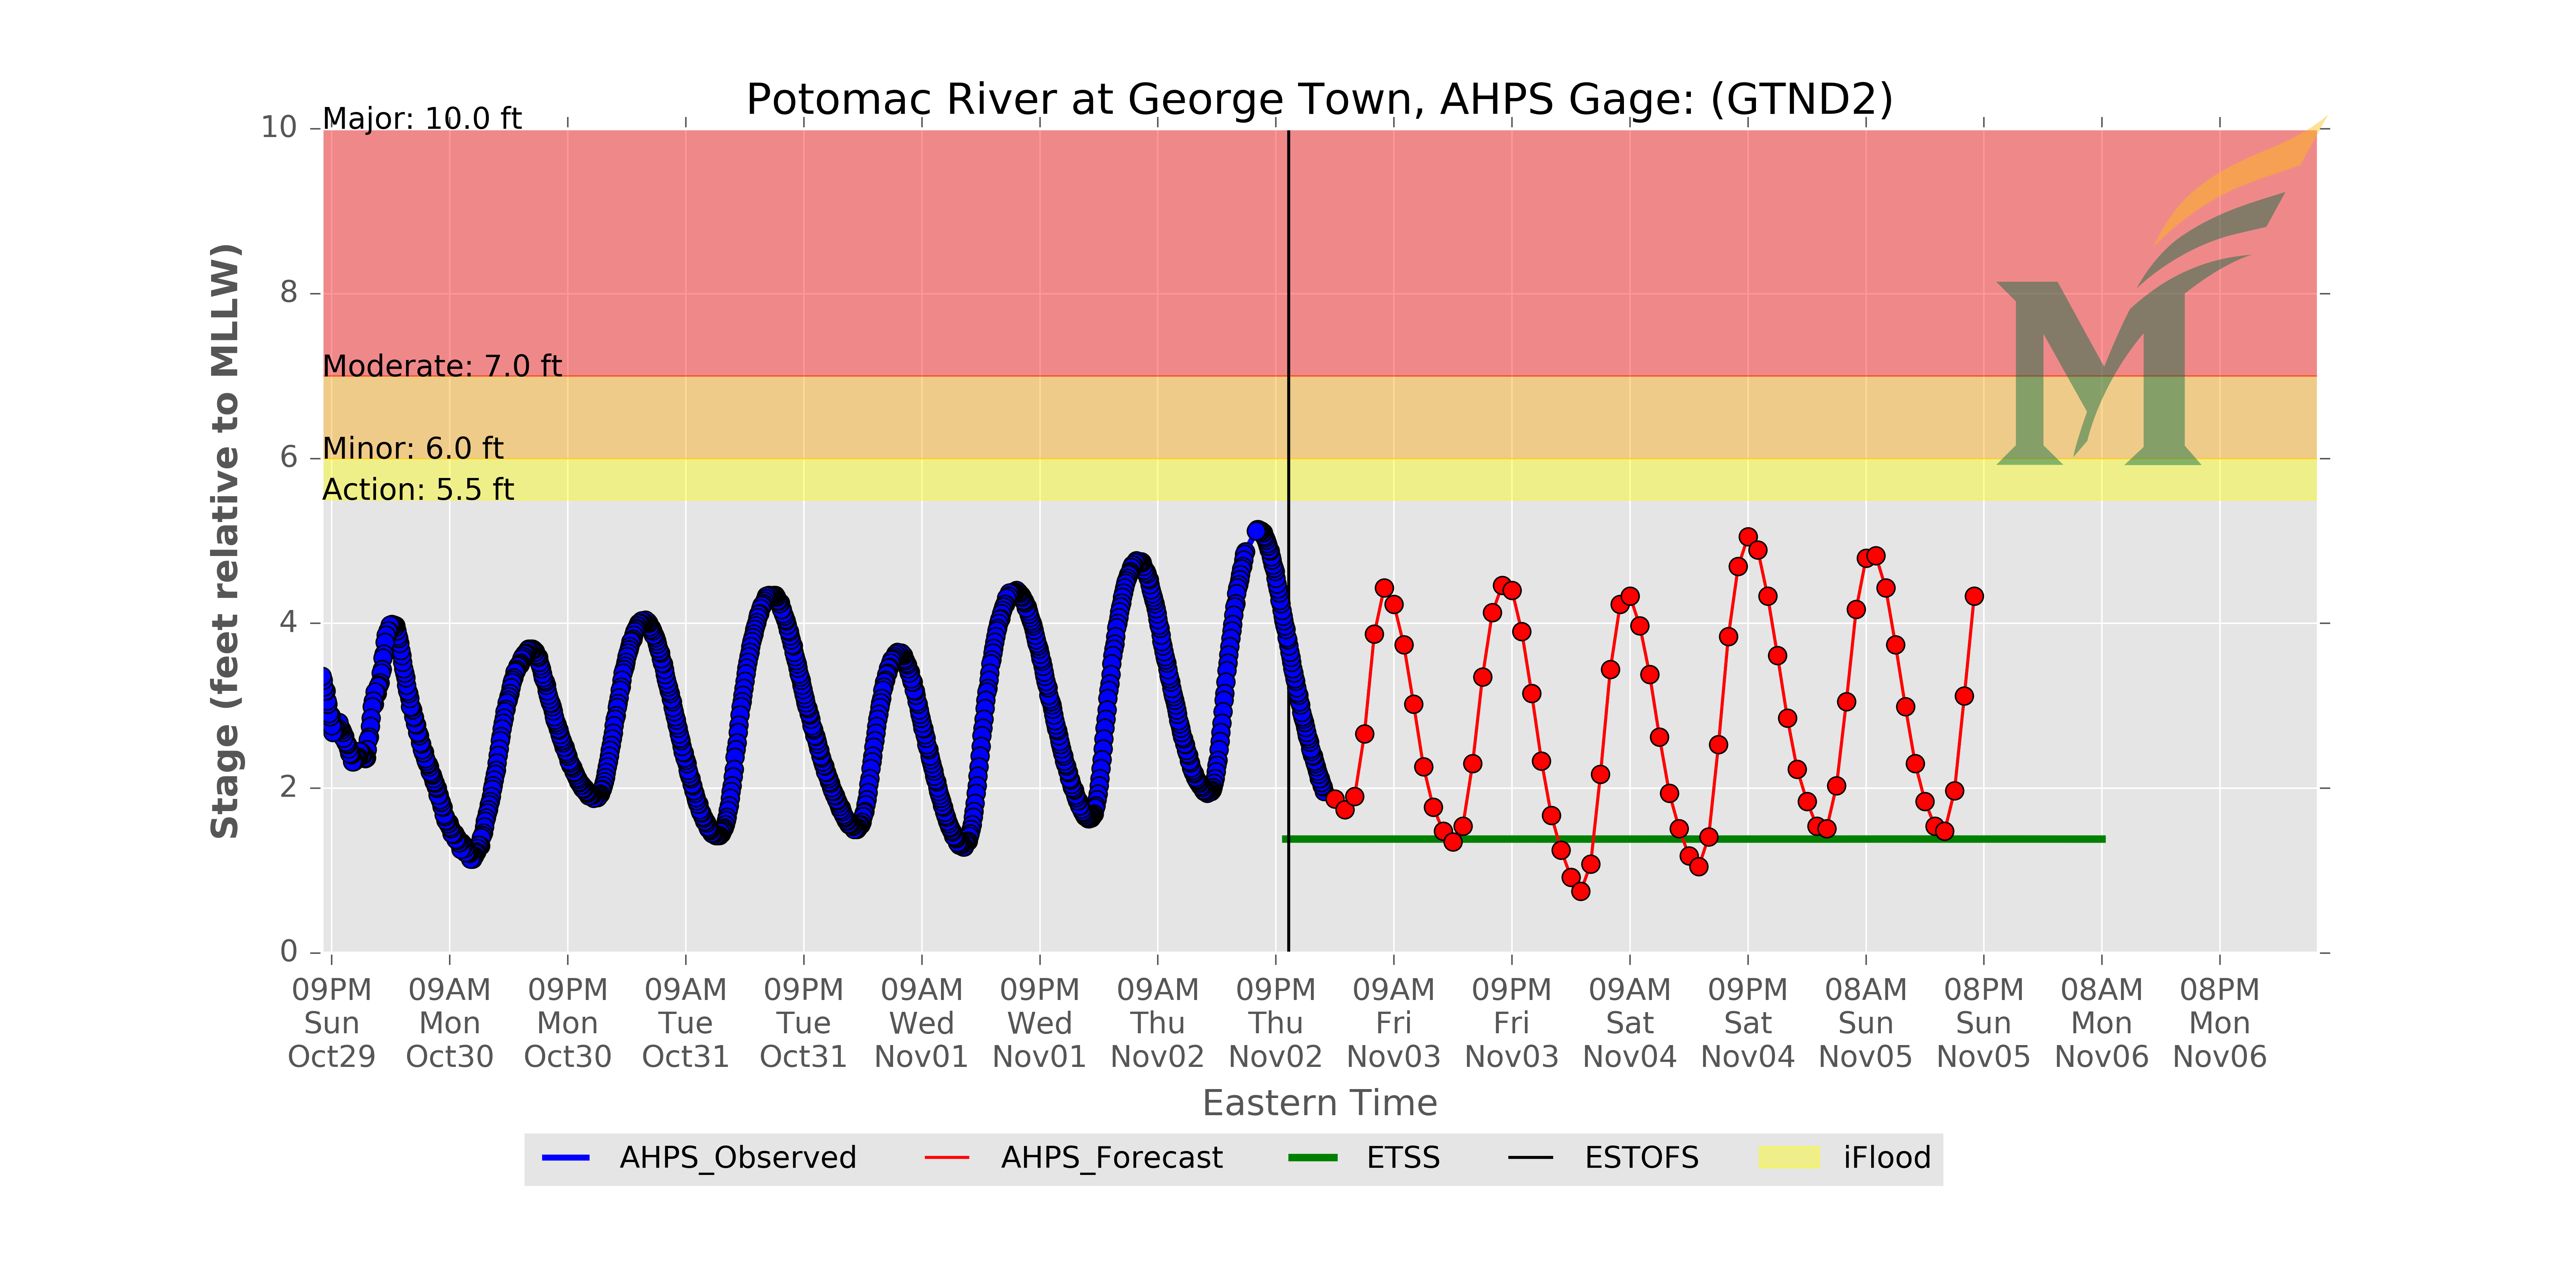 Potomac River at George Town, AHPS Gage: (GTND2)
Major: 10.0 ft
Moderate: 7.0 ft
Minor: 6.0 ft
Action: 5.5 ft
Stage (feet relative to MLLW)
10
8
6
4
2
0
09PM 09AM 09PM 09AM 09PM 09AM 09PM 09AM 09PM 09AM 09PM 09AM 09PM 08AM 08PM 08AM 08PM
Sun Mon Mon Tue Tue Wed Wed Thu Thu Fri Fri Sat Sat Sun Sun Mon Mon
Oct29 Oct30 Oct30 Oct31 Oct31 Nov01 Nov01 Nov02 Nov02 Nov03 Nov03 Nov04 Nov04 Nov05 Nov05 Nov06 Nov06
Eastern Time
AHPS_Observed AHPS_Forecast ETSS ESTOFS iFlood
M